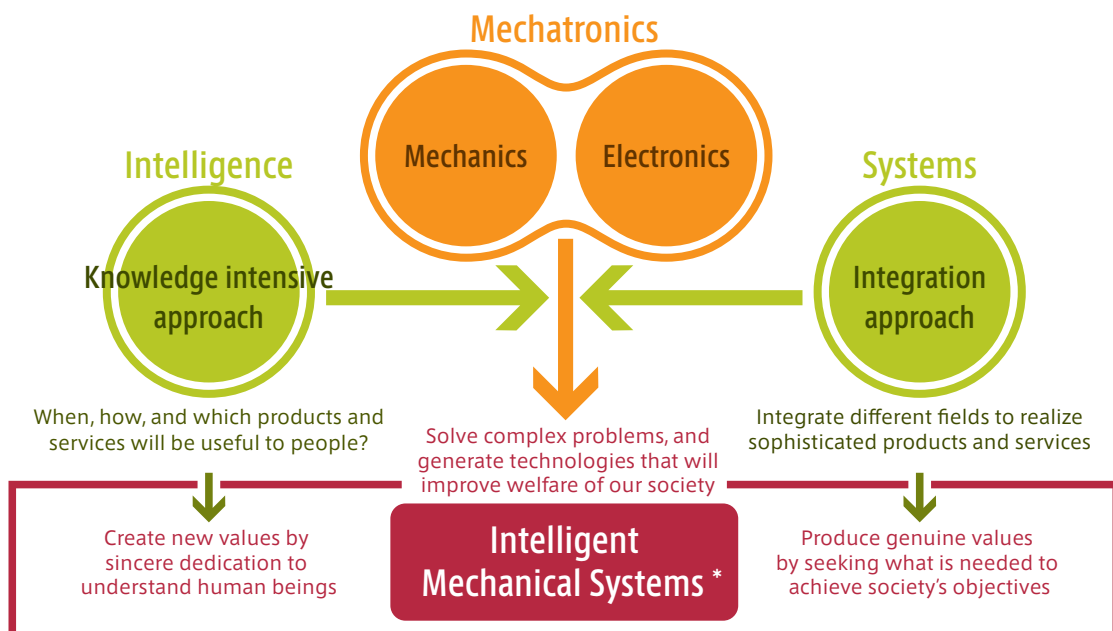 Mechatronics
Mechanics
Electronics
Intelligence
Knowledge intensive
approach
Systems
Integration
approach
When, how, and which products and
services will be useful to people?
Solve complex problems, and
generate technologies that will
improve welfare of our society
Integrate different fields to realize
sophisticated products and services
Create new values by
sincere dedication to
understand human beings
Intelligent
Mechanical Systems *
Produce genuine values
by seeking what is needed to
achieve society’s objectives